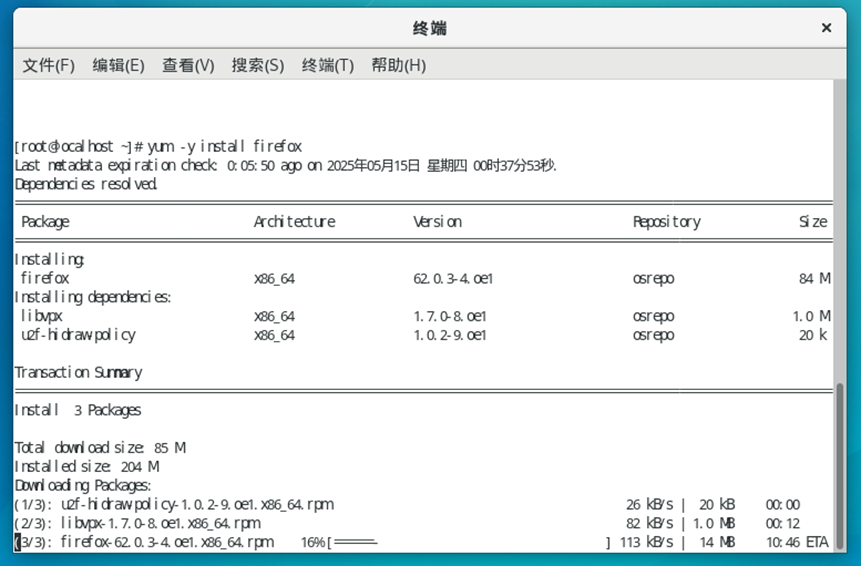 终端 ×
文件(F) 编辑(E) 查看(V) 搜索(S) 终端(T) 帮助(H)
[root@localhost ~]# yum -y install firefox
Last metadata expiration check: 0:05:50 ago on 2025年05月15日 星期四 00时37分53秒.
Dependencies resolved.
Package Architecture Version Repository Size
Installing:
firefox x86_64 62.0.3-4.oe1 osrepo 84 M
Installing dependencies:
libvpx x86_64 1.7.0-8.oe1 osrepo 1.0 M
u2f-hidraw-policy x86_64 1.0.2-9.oe1 osrepo 20 k
Transaction Summary
Install 3 Packages
Total download size: 85 M
Installed size: 204 M
Downloading Packages:
(1/3): u2f-hidraw-policy-1.0.2-9.oe1.x86_64.rpm 26 kB/s | 20 kB 00:00
(2/3): libvpx-1.7.0-8.oe1.x86_64.rpm 82 kB/s | 1.0 MB 00:12
(3/3): firefox-62.0.3-4.oe1.x86_64.rpm 16% [===== ] 113 kB/s | 14 MB 10:46 ETA